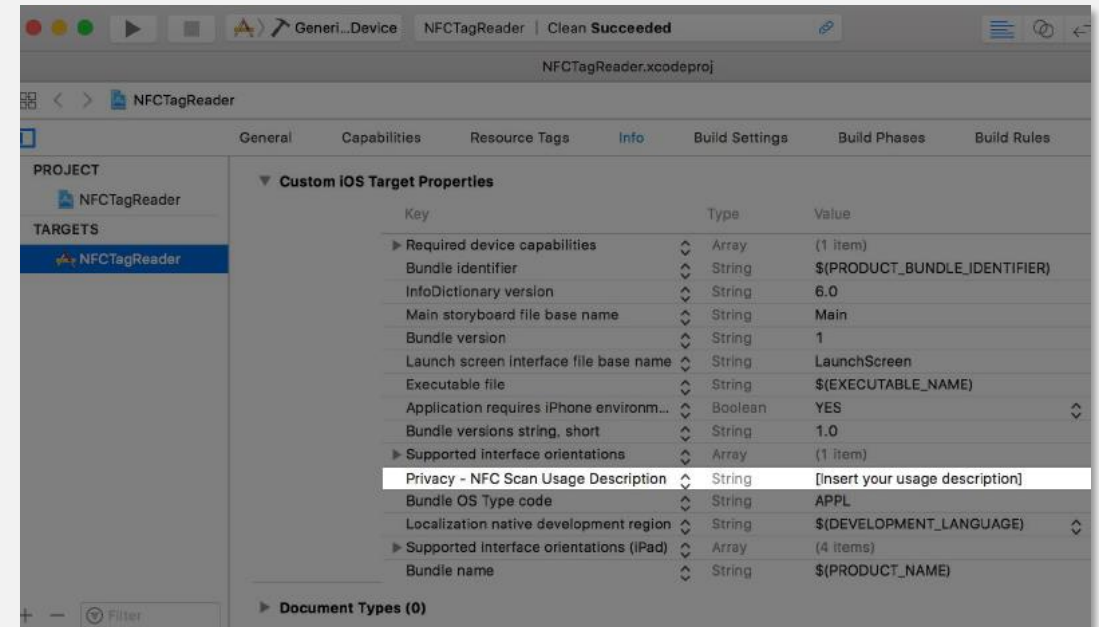 Generi...Device NFCTagReader | Clean Succeeded
NFCTagReader.xcodeproj
NFCTagReader
General Capabilities Resource Tags Info Build Settings Build Phases Build Rules
PROJECT
NFCTagReader
TARGETS
NFCTagReader
Custom iOS Target Properties
Key Type Value
Required device capabilities Array (1 item)
Bundle identifier String $(PRODUCT_BUNDLE_IDENTIFIER)
InfoDictionary version String 6.0
Main storyboard file base name String Main
Bundle version String 1
Launch screen interface file base name String LaunchScreen
Executable file String $(EXECUTABLE_NAME)
Application requires iPhone environm... Boolean YES
Bundle versions string, short String 1.0
Supported interface orientations Array (1 item)
Privacy - NFC Scan Usage Description String [Insert your usage description]
Bundle OS Type code String APPL
Localization native development region String $(DEVELOPMENT_LANGUAGE)
Supported interface orientations (iPad) Array (4 items)
Bundle name String $(PRODUCT_NAME)
Document Types (0)
Filter